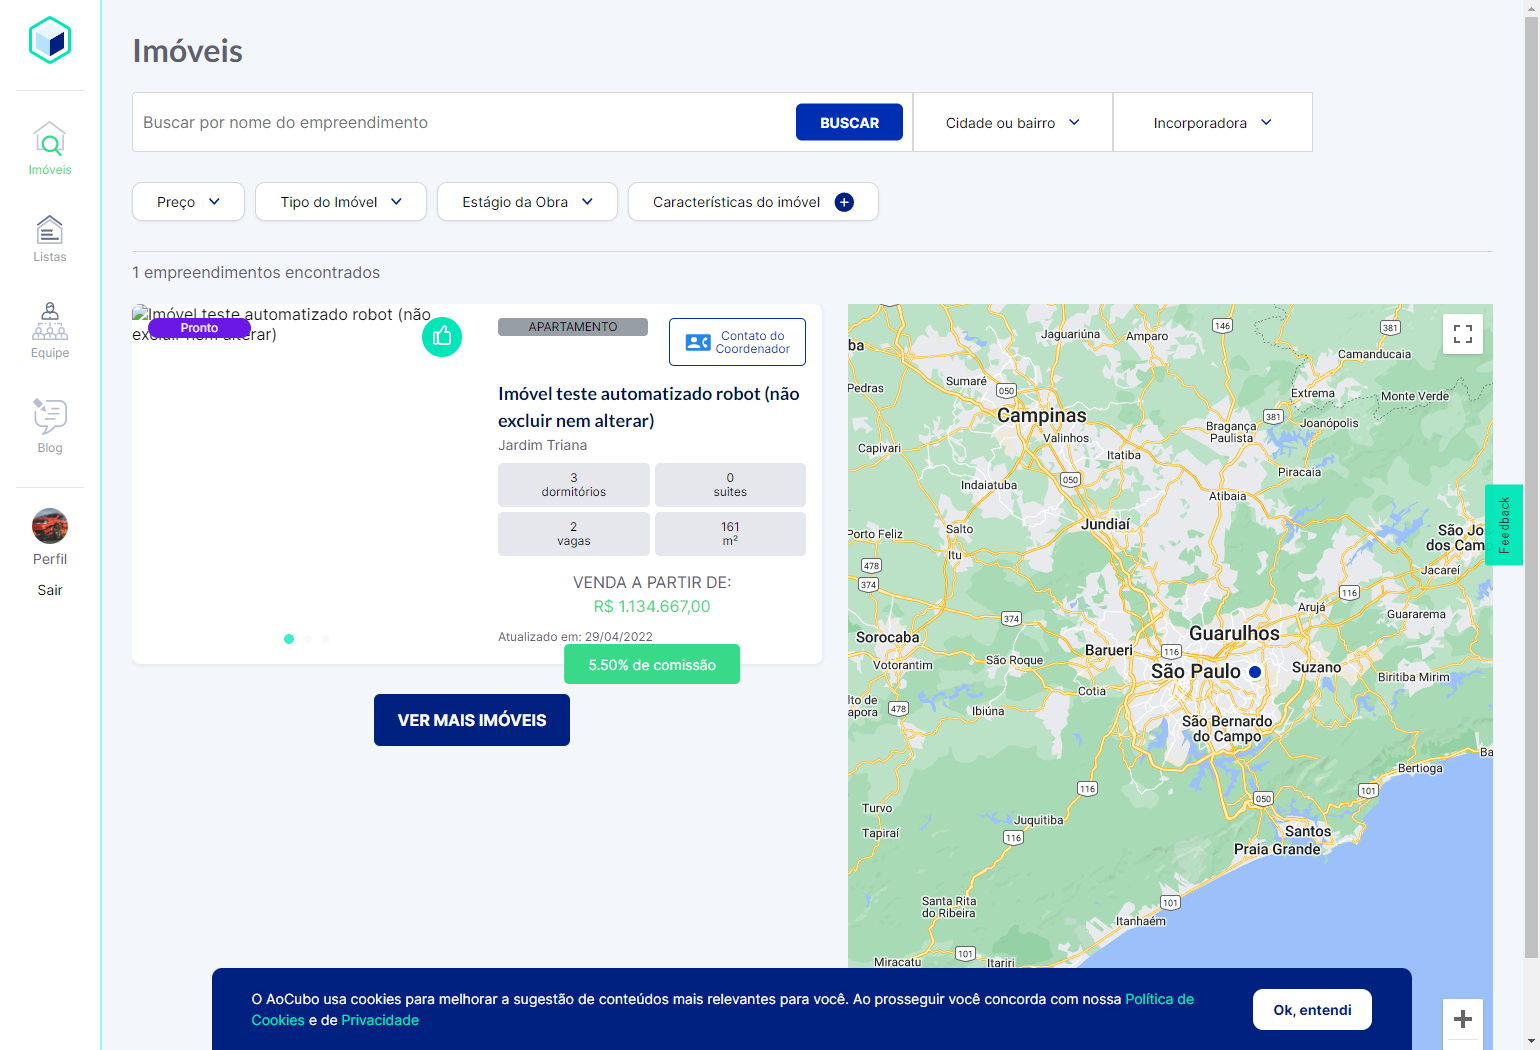 Imóveis
Buscar por nome do empreendimento
BUSCAR
Cidade ou bairro
Incorporadora
Preço
Tipo do Imóvel
Estágio da Obra
Características do imóvel
1 empreendimentos encontrados
Imóveis
Listas
Equipe
Blog
Perfil
Sair
Imóvel teste automatizado robot (não
excluir nem alterar)
Pronto
APARTAMENTO
Contato do
Coordenador
Imóvel teste automatizado robot (não
excluir nem alterar)
Jardim Triana
3
dormitórios
0
suites
2
vagas
161
m²
VENDA A PARTIR DE:
R$ 1.134.667,00
Atualizado em: 29/04/2022
5.50% de comissão
VER MAIS IMÓVEIS
Jaguariúna
Amparo
146
381
Camanducaia
ba
Pedras
Sumaré
050
Extrema
Monte Verde
Campinas
381
Joanópolis
Bragança
Paulista
Valinhos
Capivari
Itatiba
Piracaia
Indaiatuba
050
Atibaia
Jundiaí
Porto Feliz
Salto
São Jo
dos Cam
Itu
478
Jacareí
374
116
Arujá
Guararema
374
Guarulhos
Sorocaba
Barueri
116
Votorantim
São Roque
São Paulo
Suzano
Biritiba Mirim
Cotia
lto de
apora
478
Ibiúna
São Bernardo
do Campo
Ba
Bertioga
116
101
050
Turvo
Juquitiba
Tapiraí
116
Santos
Praia Grande
Santa Rita
do Ribeira
101
Itanhaém
101
Miracatu
Itariri
Feedback
O AoCubo usa cookies para melhorar a sugestão de conteúdos mais relevantes para você. Ao prosseguir você concorda com nossa Política de
Cookies e de Privacidade
Ok, entendi